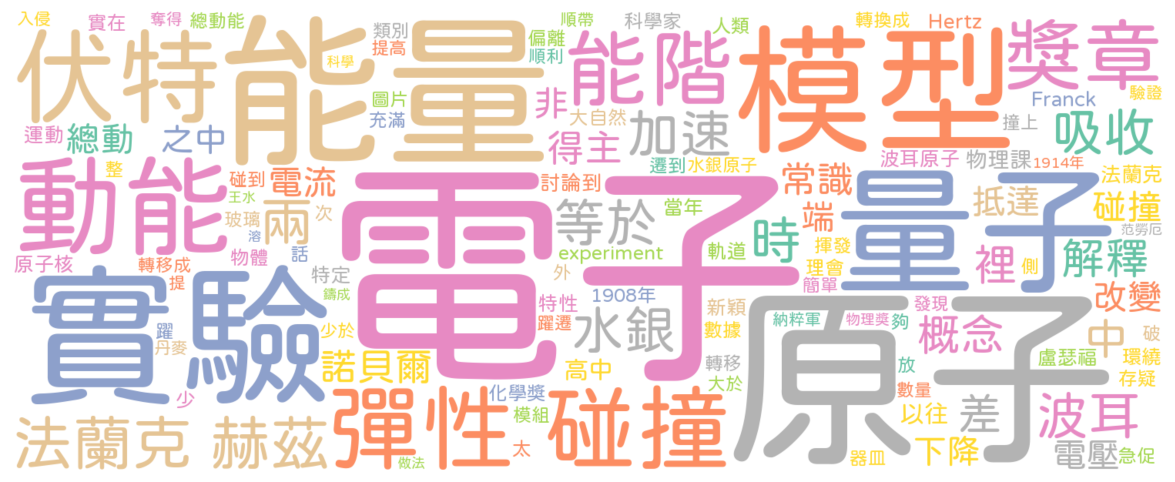 入侵 實在 奪得 總動能 類別 提高 科學 順帶 偏離 順利 科學家 人類 轉換成 Hertz 獎章
伏特 能量 圖片 充滿 非 能階 大自然 模型 Franck 驗證 撞上
運動 總動 之中 得主 加速 吸收
整 碰到 電流 王水 遷到 水銀原子 波耳原子 物理課 1914年 法蘭克
動能 玻璃 兩 次 討論到 常識 量子 抵達 碰撞 范勞厄
溶 話 電子 等於 當年 端 時 揮發 裡 側 解釋
原子核 轉移成 提 物體 特定 experiment 外 軌道 理會 簡單 改變
鑄成 特性 1908年 躍遷 新穎 數據 納粹軍 物理獎 夠 發現 概念 中 破
實驗 躍 丹麥 少於 水銀 原子 環繞
諾貝爾 高中 轉移 大於 放 盧瑟福 存疑
少 化學獎 模組 數量 以往 差 波耳
法蘭克 赫茲 彈性 碰撞 太 做法 器皿 下降 電壓 急促